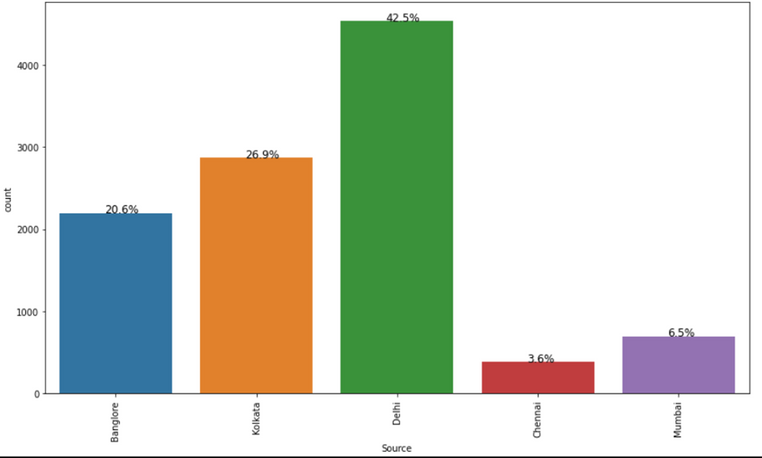 42.5%
4000
3000
26.9%
20.6%
2000
1000
6.5%
3.6%
0
count
Banglore
Kolkata
Delhi
Chennai
Mumbai
Source